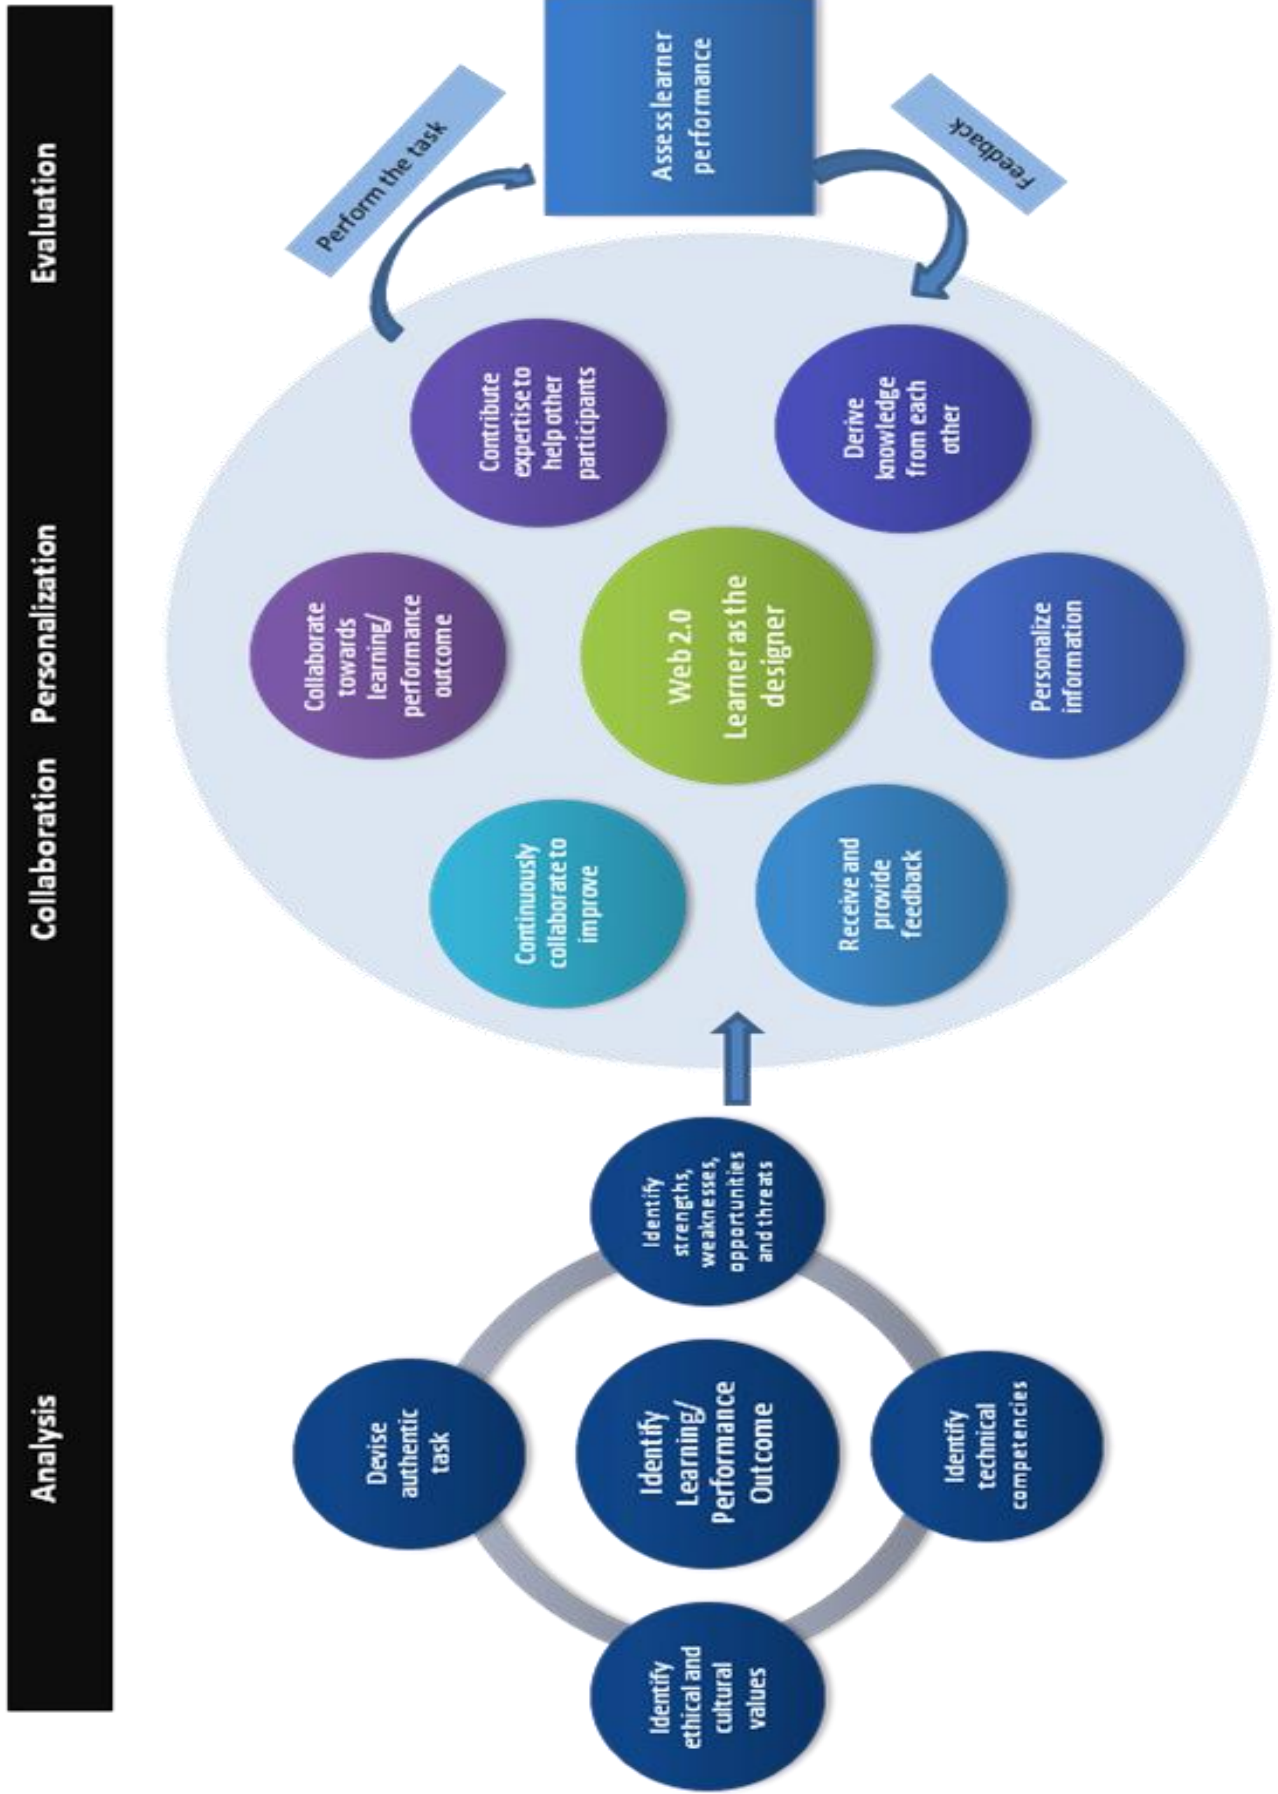 Analysis
Collaboration
Personalization
Evaluation
Identify
ethical and
cultural
values
Devise
authentic
task
Identify
Learning/
Performance
Outcome
Identify
technical
competencies
Identify
strengths,
weaknesses,
opportunities
and threats
Continuously
collaborate to
improve
Receive and
provide
feedback
Collaborate
towards
learning/
performance
outcome
Web 2.0
Learner as the
designer
Personalize
information
Contribute
expertise to
help other
participants
Derive
knowledge
from each
other
Perform the task
Assess learner
performance
Feedback